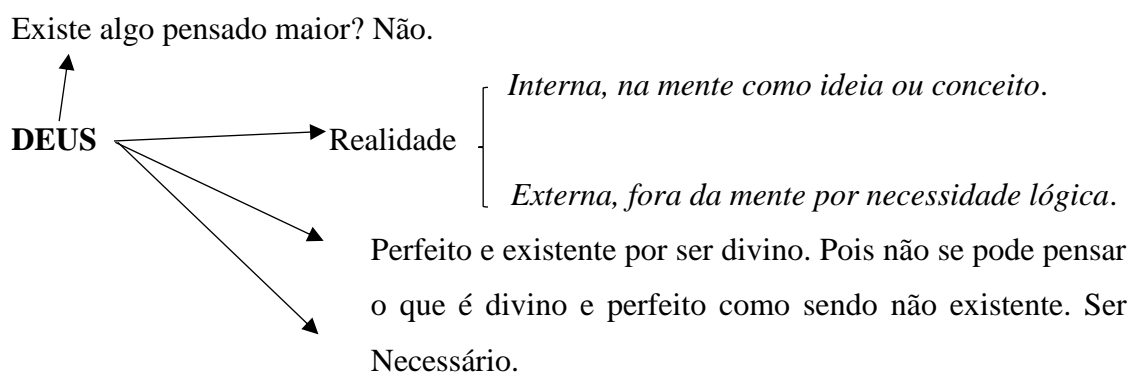 Existe algo pensado maior? Não.
Interna, na mente como ideia ou conceito.
DEUS Realidade
Externa, fora da mente por necessidade lógica.
Perfeito e existente por ser divino. Pois não se pode pensar
o que é divino e perfeito como sendo não existente. Ser
Necessário.